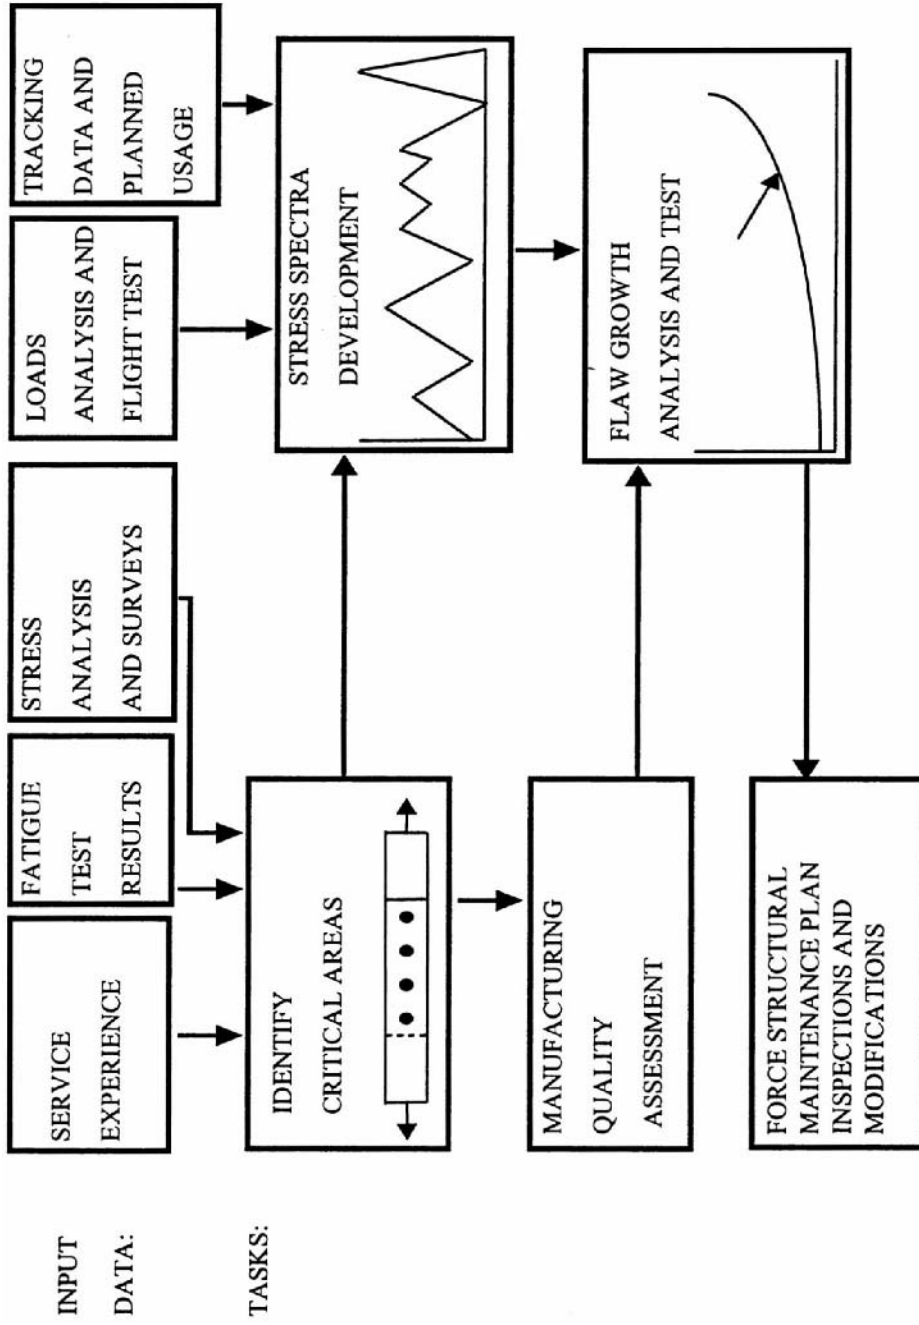 INPUT
DATA:
SERVICE
EXPERIENCE
FATIGUE
TEST
RESULTS
STRESS
ANALYSIS
AND SURVEYS
LOADS
ANALYSIS AND
FLIGHT TEST
TRACKING
DATA AND
PLANNED
USAGE
TASKS:
IDENTIFY
CRITICAL AREAS
STRESS SPECTRA
DEVELOPMENT
MANUFACTURING
QUALITY
ASSESSMENT
FLAW GROWTH
ANALYSIS AND TEST
FORCE STRUCTURAL
MAINTENANCE PLAN
INSPECTIONS AND
MODIFICATIONS